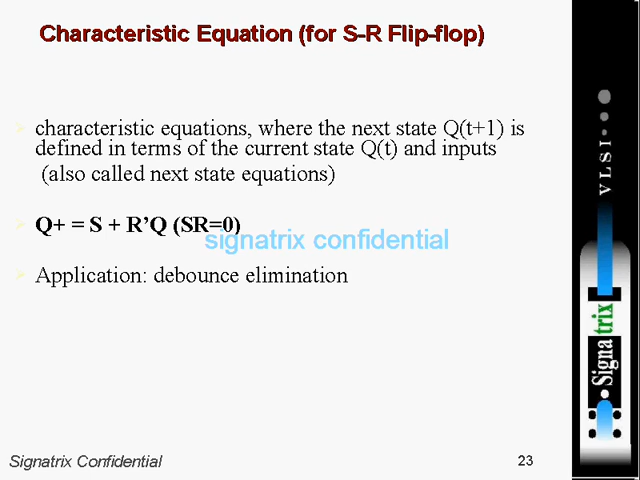 Characteristic Equation (for S-R Flip-flop)
characteristic equations, where the next state Q(t+1) is
defined in terms of the current state Q(t) and inputs
(also called next state equations)
Q+ = S + R’Q (SR=0)
signatrix confidential
Application: debounce elimination
Signatrix Confidential
23
VLSI
Signatrix